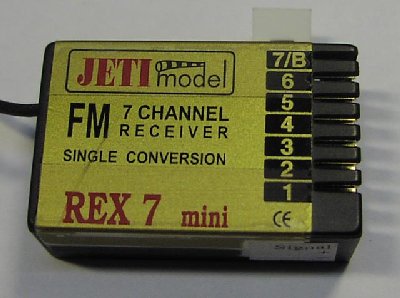 JETI model
FM 7 CHANNEL
RECEIVER
SINGLE CONVERSION
REX 7 mini
7/B
6
5
4
3
2
1
CE
Signal
+